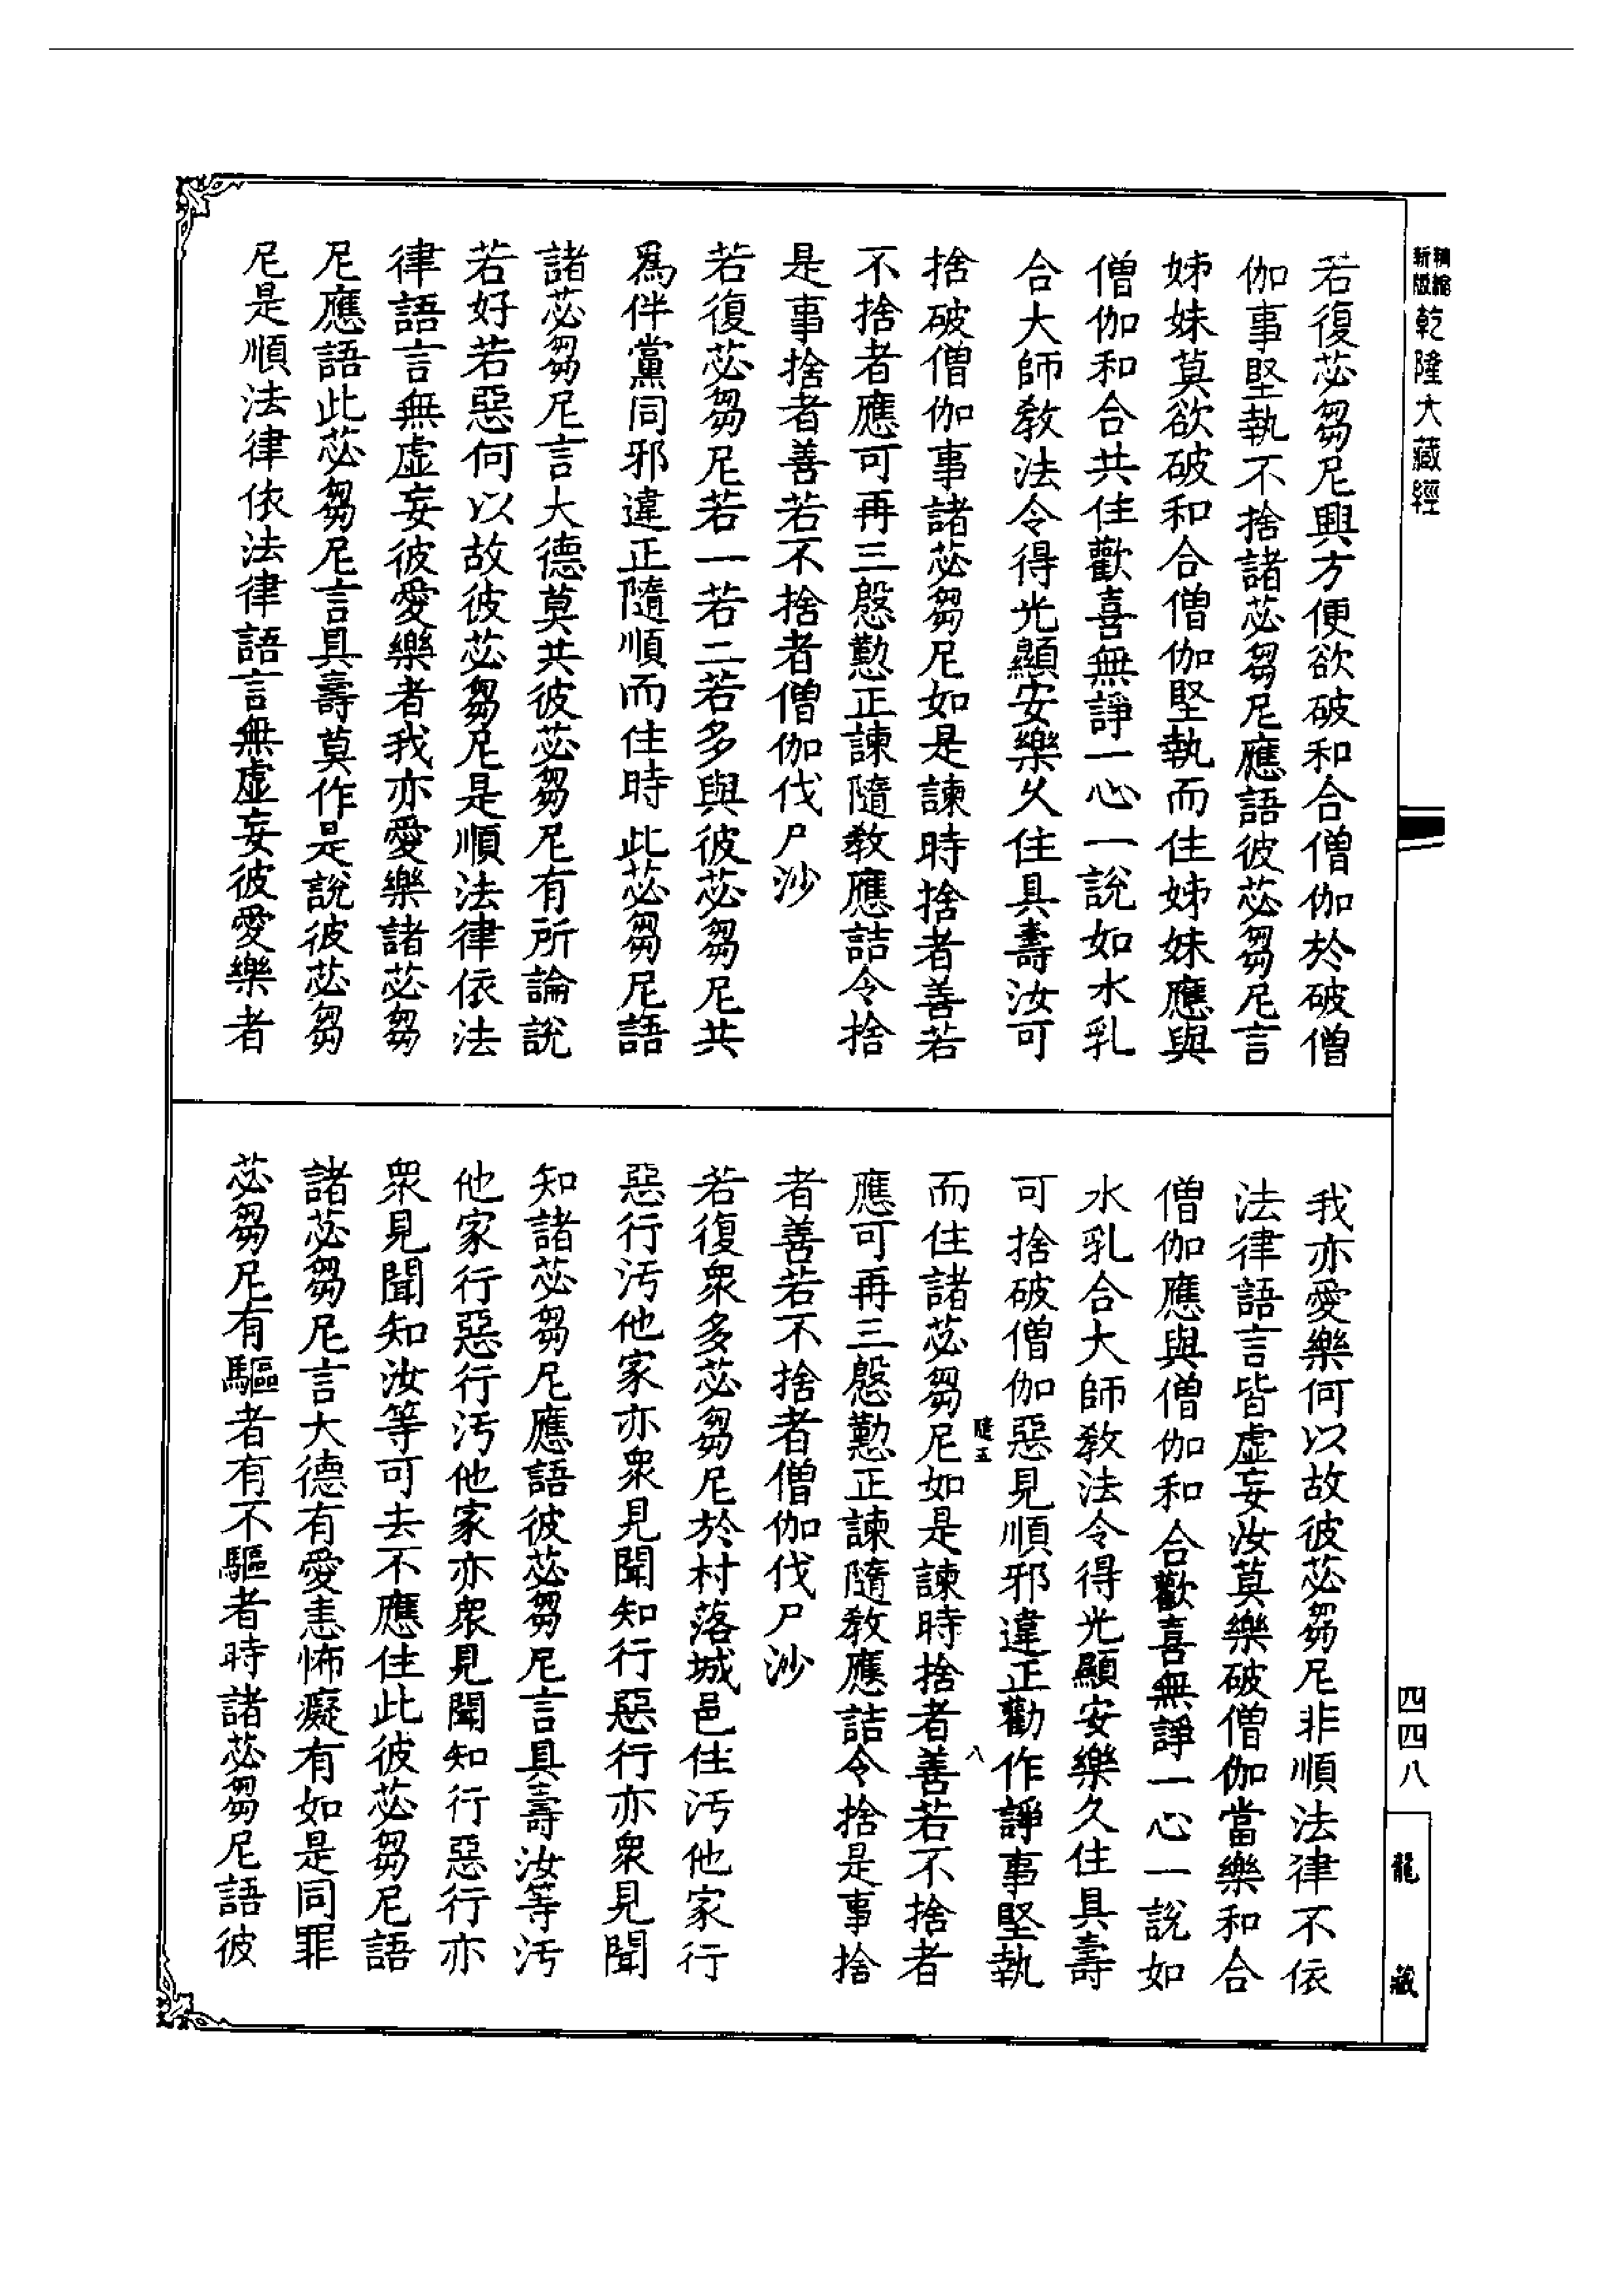 精縮
新版
乾隆大藏經
若復苾芻尼興方便欲破和合僧伽於破僧
伽事堅執不捨諸苾芻尼應語彼苾芻尼言
姊妹莫欲破和合僧伽堅執而住姊妹應與
僧伽和合共住歡喜無諍一心一說如水乳
合大師教法令得光顯安樂久住具壽汝可
捨破僧伽事諸苾芻尼如是諫時捨者善若
不捨者應可再三慇懃正諫隨教應詰令捨
是事捨者善若不捨者僧伽伐尸沙
若復苾芻尼若一若二若多與彼苾芻尼共
為伴黨同邪違正隨順而住時此苾芻尼語
諸苾芻尼言大德莫共彼苾芻尼有所論說
若好若惡何以故彼苾芻尼是順法律依法
律語言無虛妄彼愛樂者我亦愛樂諸苾芻
尼應語此苾芻尼言具壽莫作是說彼苾芻
尼是順法律依法律語言無虛妄彼愛樂者
我亦愛樂何以故彼苾芻尼非順法律不依
法律語言皆虛妄汝莫樂破僧伽當樂和合
僧伽應與僧伽和合歡喜無諍一心一說如
水乳合大師教法令得光顯安樂久住具壽
可捨破僧伽惡見順邪違正勸作諍事堅執
隨五
八
而住諸苾芻尼如是諫時捨者善若不捨者
應可再三慇懃正諫隨教應詰令捨是事捨
者善若不捨者僧伽伐尸沙
若復眾多苾芻尼於村落城邑住汚他家行
惡行汚他家亦眾見聞知行惡行亦眾見聞
知諸苾芻尼應語彼苾芻尼言具壽汝等汚
他家行惡行汚他家亦眾見聞知行惡行亦
眾見聞知汝等可去不應住此彼苾芻尼語
諸苾芻尼言大德有愛恚怖癡有如是同罪
苾芻尼有驅者有不驅者時諸苾芻尼語彼
四四八
龍藏